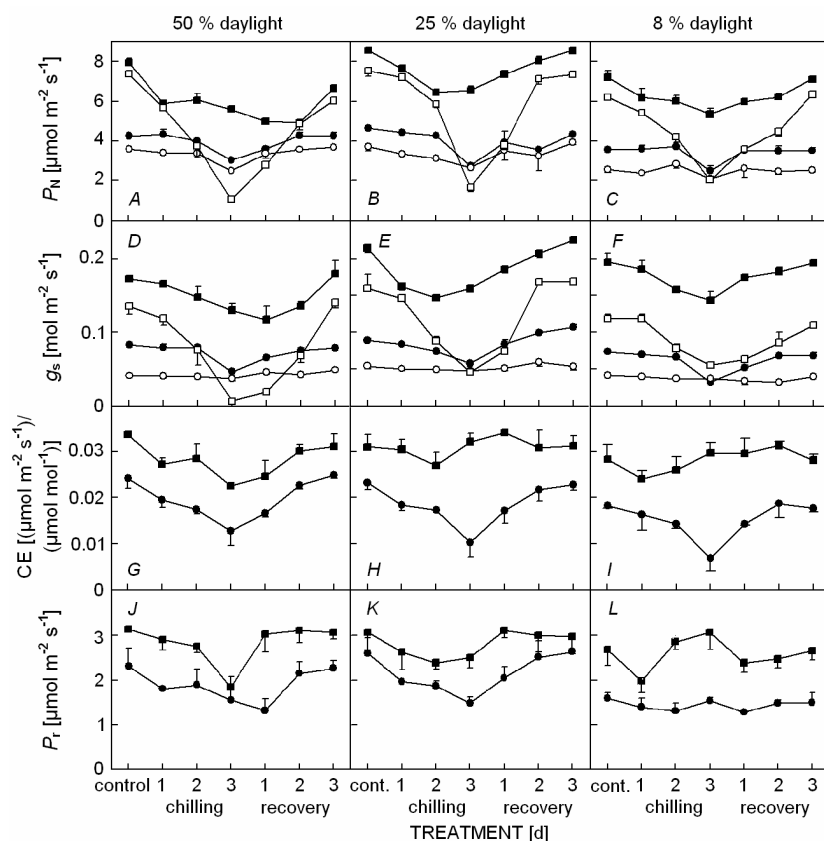 50 % daylight 25 % daylight 8 % daylight
8
6
4
2
0
P_N [µmol m⁻² s⁻¹]
A B C
D E F
0.2
0.1
0
g_s [mol m⁻² s⁻¹]
0.03
0.02
0.01
0
CE [(µmol m⁻² s⁻¹)/
(µmol mol⁻¹)]
G H I
J K L
3
2
1
0
P_r [µmol m⁻² s⁻¹]
control 1 2 3 1 2 3 cont. 1 2 3 1 2 3 cont. 1 2 3 1 2 3
chilling recovery chilling recovery chilling recovery
TREATMENT [d]